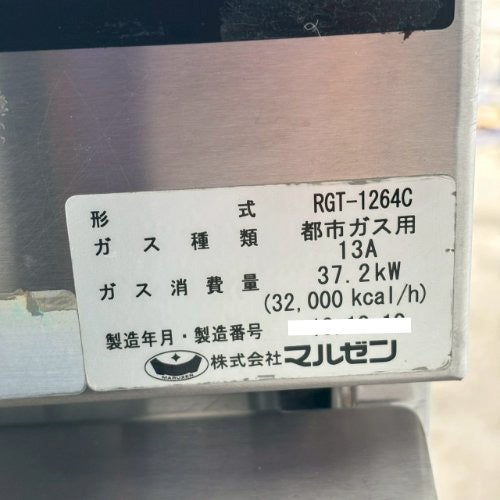 形式 RGT-1264C
ガス種類 都市ガス用
13A
ガス消費量 37.2kW
(32,000 kcal/h)
製造年月・製造番号
MARUZEN 株式会社 マルゼン